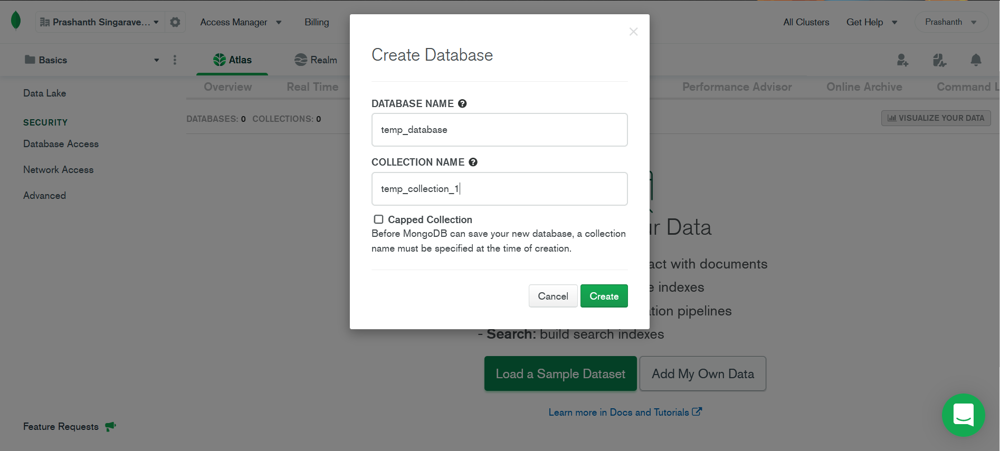 Prashanth Singarave...
Access Manager
Billing
All Clusters
Get Help
Prashanth
Basics
Atlas
Realm
Data Lake
SECURITY
Database Access
Network Access
Advanced
Feature Requests
Overview
Real Time
Performance Advisor
Online Archive
Command L
DATABASES: 0 COLLECTIONS: 0
VISUALIZE YOUR DATA
Create Database
DATABASE NAME ?
temp_database
COLLECTION NAME ?
temp_collection_1
Capped Collection
Before MongoDB can save your new database, a collection
name must be specified at the time of creation.
Cancel
Create
Data
act with documents
indexes
pipelines
- Search: build search indexes
Load a Sample Dataset
Add My Own Data
Learn more in Docs and Tutorials